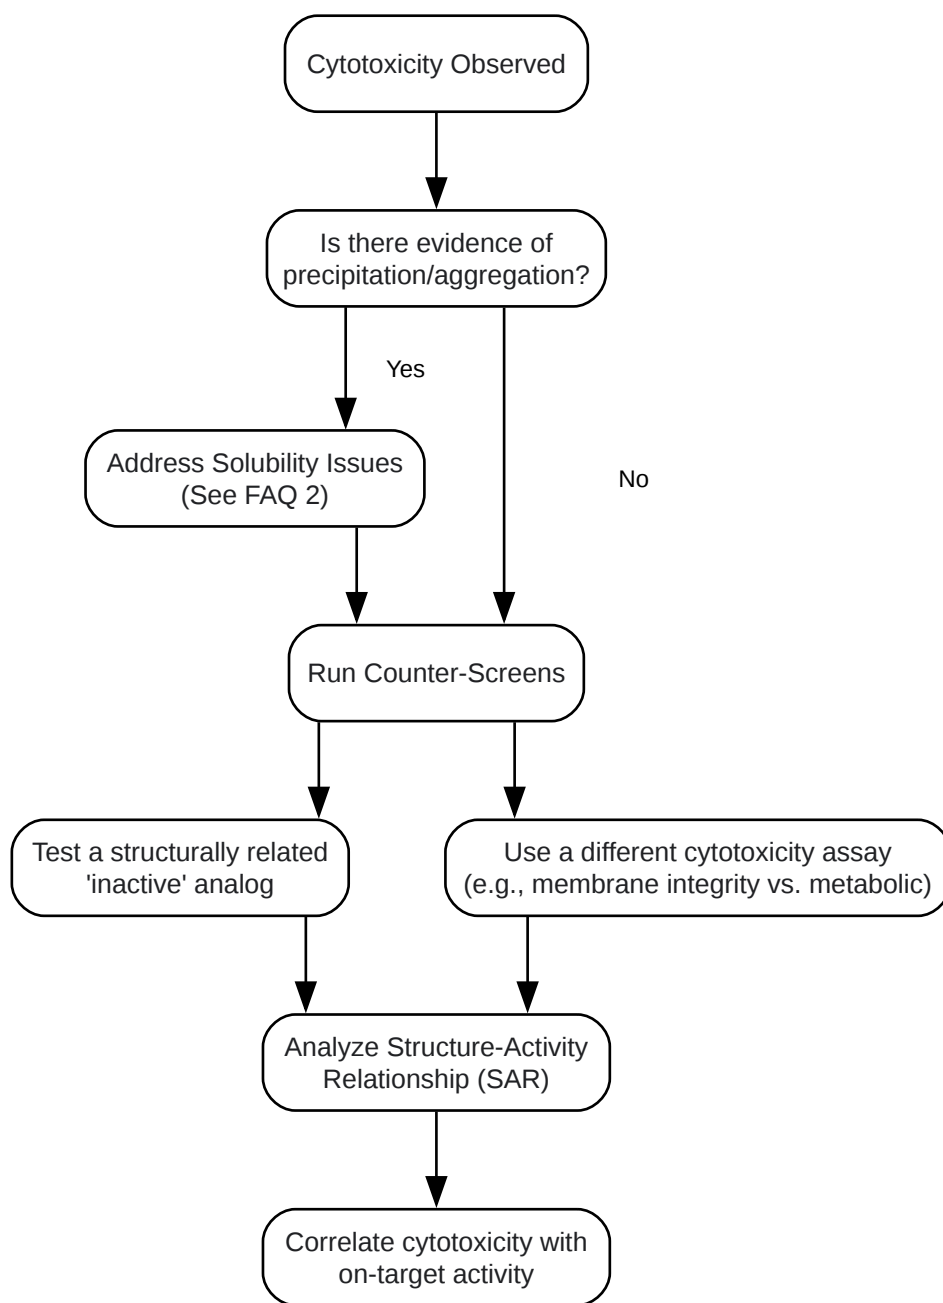 Cytotoxicity Observed
Is there evidence of
precipitation/aggregation?
Yes
Address Solubility Issues
(See FAQ 2)
No
Run Counter-Screens
Test a structurally related
'inactive' analog
Use a different cytotoxicity assay
(e.g., membrane integrity vs. metabolic)
Analyze Structure-Activity
Relationship (SAR)
Correlate cytotoxicity with
on-target activity